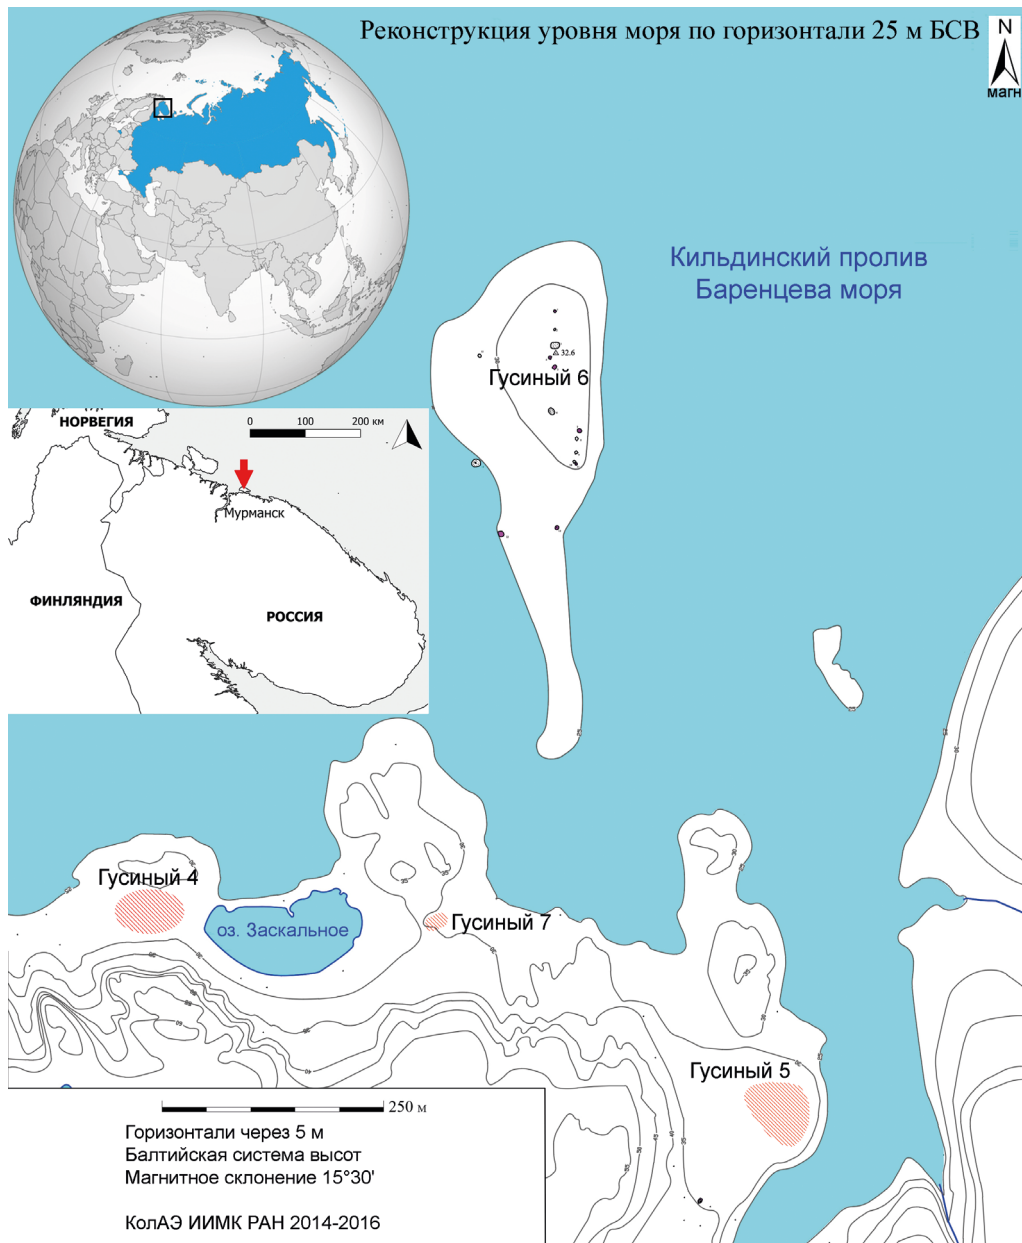 Реконструкция уровня моря по горизонтали 25 м БСВ
N
магн
Кильдинский пролив
Баренцева моря
32.6
Гусиный 6
НОРВЕГИЯ
0 100 200 км
Мурманск
ФИНЛЯНДИЯ
РОССИЯ
Гусиный 4
оз. Заскальное
Гусиный 7
Гусиный 5
250 м
Горизонтали через 5 м
Балтийская система высот
Магнитное склонение 15°30'
КолАЭ ИИМК РАН 2014-2016